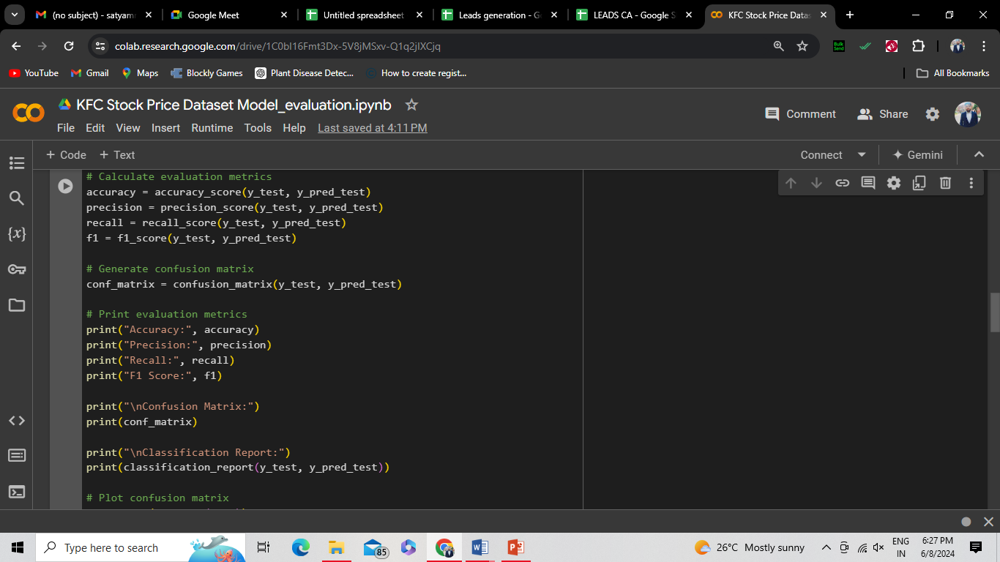 (no subject) - satyam
Google Meet
Untitled spreadsheet
Leads generation - G
LEADS CA - Google S
KFC Stock Price Datas
colab.research.google.com/drive/1C0bl16Fmt3Dx-5V8jMSxv-Q1q2jlXCjq
Bulk Send
YouTube
Gmail
Maps
Blockly Games
Plant Disease Detec...
How to create regist...
All Bookmarks
KFC Stock Price Dataset Model_evaluation.ipynb
Comment
Share
File Edit View Insert Runtime Tools Help Last saved at 4:11 PM
+ Code + Text
Connect
Gemini
# Calculate evaluation metrics
accuracy = accuracy_score(y_test, y_pred_test)
precision = precision_score(y_test, y_pred_test)
recall = recall_score(y_test, y_pred_test)
f1 = f1_score(y_test, y_pred_test)
# Generate confusion matrix
conf_matrix = confusion_matrix(y_test, y_pred_test)
# Print evaluation metrics
print("Accuracy:", accuracy)
print("Precision:", precision)
print("Recall:", recall)
print("F1 Score:", f1)
print("\nConfusion Matrix:")
print(conf_matrix)
print("\nClassification Report:")
print(classification_report(y_test, y_pred_test))
# Plot confusion matrix
{x}
Type here to search
85
26°C Mostly sunny
ENG
IN
6:27 PM
6/8/2024